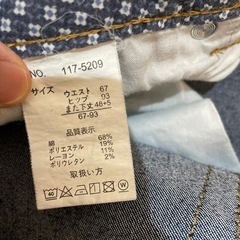 NO. 117-5209
サイズ ウエスト 67
ヒップ 93
また下丈 48+5
67-93
品質表示
綿 68%
ポリエステル 19%
レーヨン 11%
ポリウレタン 2%
取扱い方